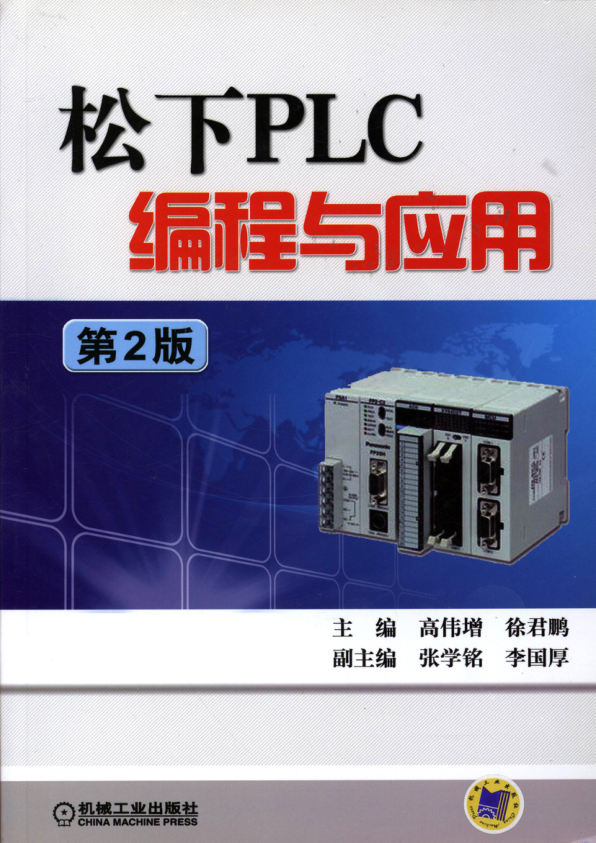 松下PLC
编程与应用
第2版
Panasonic
主 编 高伟增 徐君鹏
副主编 张学铭 李国厚
机械工业出版社
CHINA MACHINE PRESS